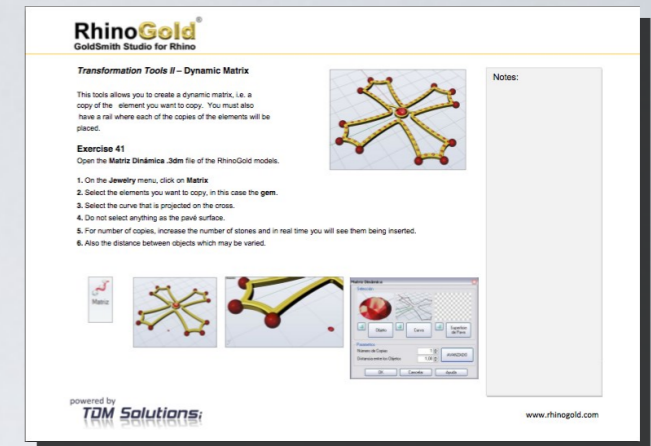 RhinoGold®
GoldSmith Studio for Rhino
Transformation Tools II – Dynamic Matrix
This tools allows you to create a dynamic matrix, i.e. a
copy of the element you want to copy. You must also
have a rail where each of the copies of the elements will be
placed.
Exercise 41
Open the Matriz Dinámica .3dm file of the RhinoGold models.
1. On the Jewelry menu, click on Matrix
2. Select the elements you want to copy, in this case the gem.
3. Select the curve that is projected on the cross.
4. Do not select anything as the pavé surface.
5. For number of copies, increase the number of stones and in real time you will see them being inserted.
6. Also the distance between objects which may be varied.
Notes:
Matriz
Matriz Dinámica
Selección
Objeto
Curva
Superficie
de Pavé
Parámetros
Número de Copias
1
Distancia entre los Objetos
AVANZADO
OK
Cancelar
Ayuda
powered by
TDM Solutions
www.rhinogold.com